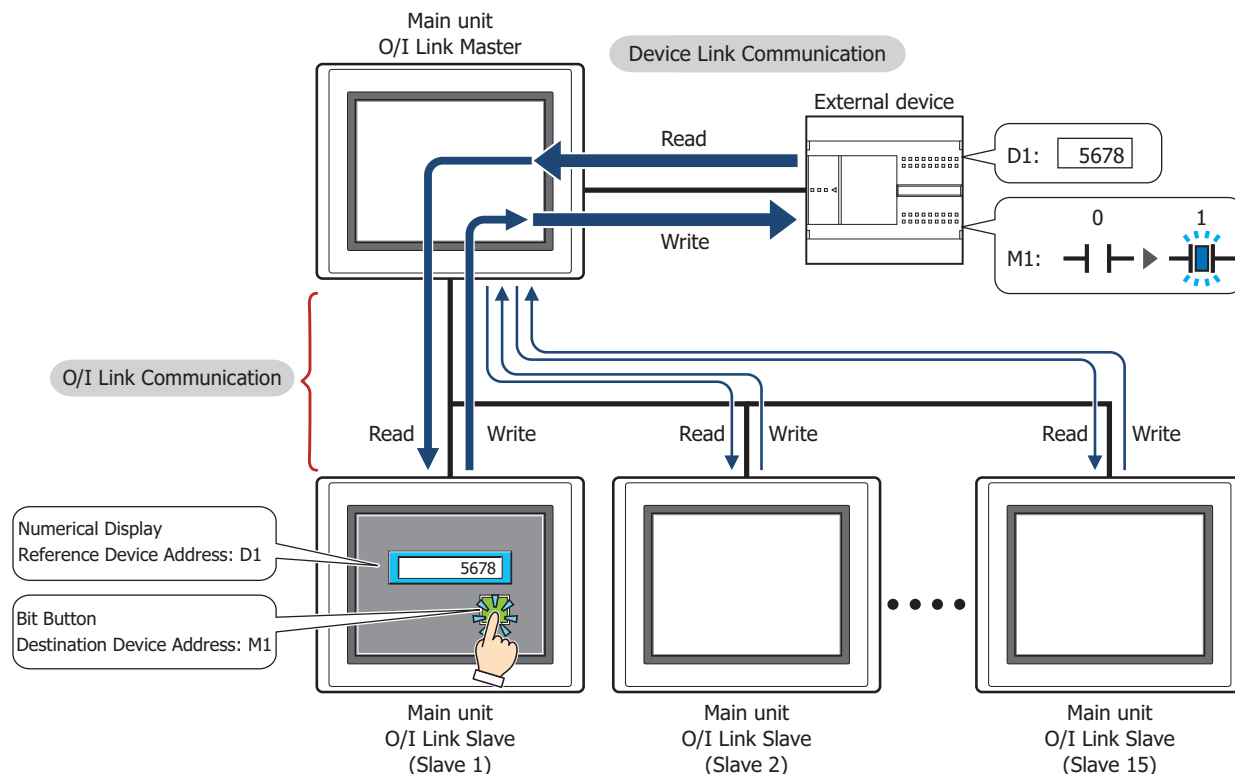 Main unit
O/I Link Master
Device Link Communication
External device
Read
D1: 5678
Write
0 1
M1:
O/I Link Communication
Read Write Read Write Read Write
Numerical Display
Reference Device Address: D1
5678
Bit Button
Destination Device Address: M1
Main unit
O/I Link Slave
(Slave 1)
Main unit
O/I Link Slave
(Slave 2)
Main unit
O/I Link Slave
(Slave 15)